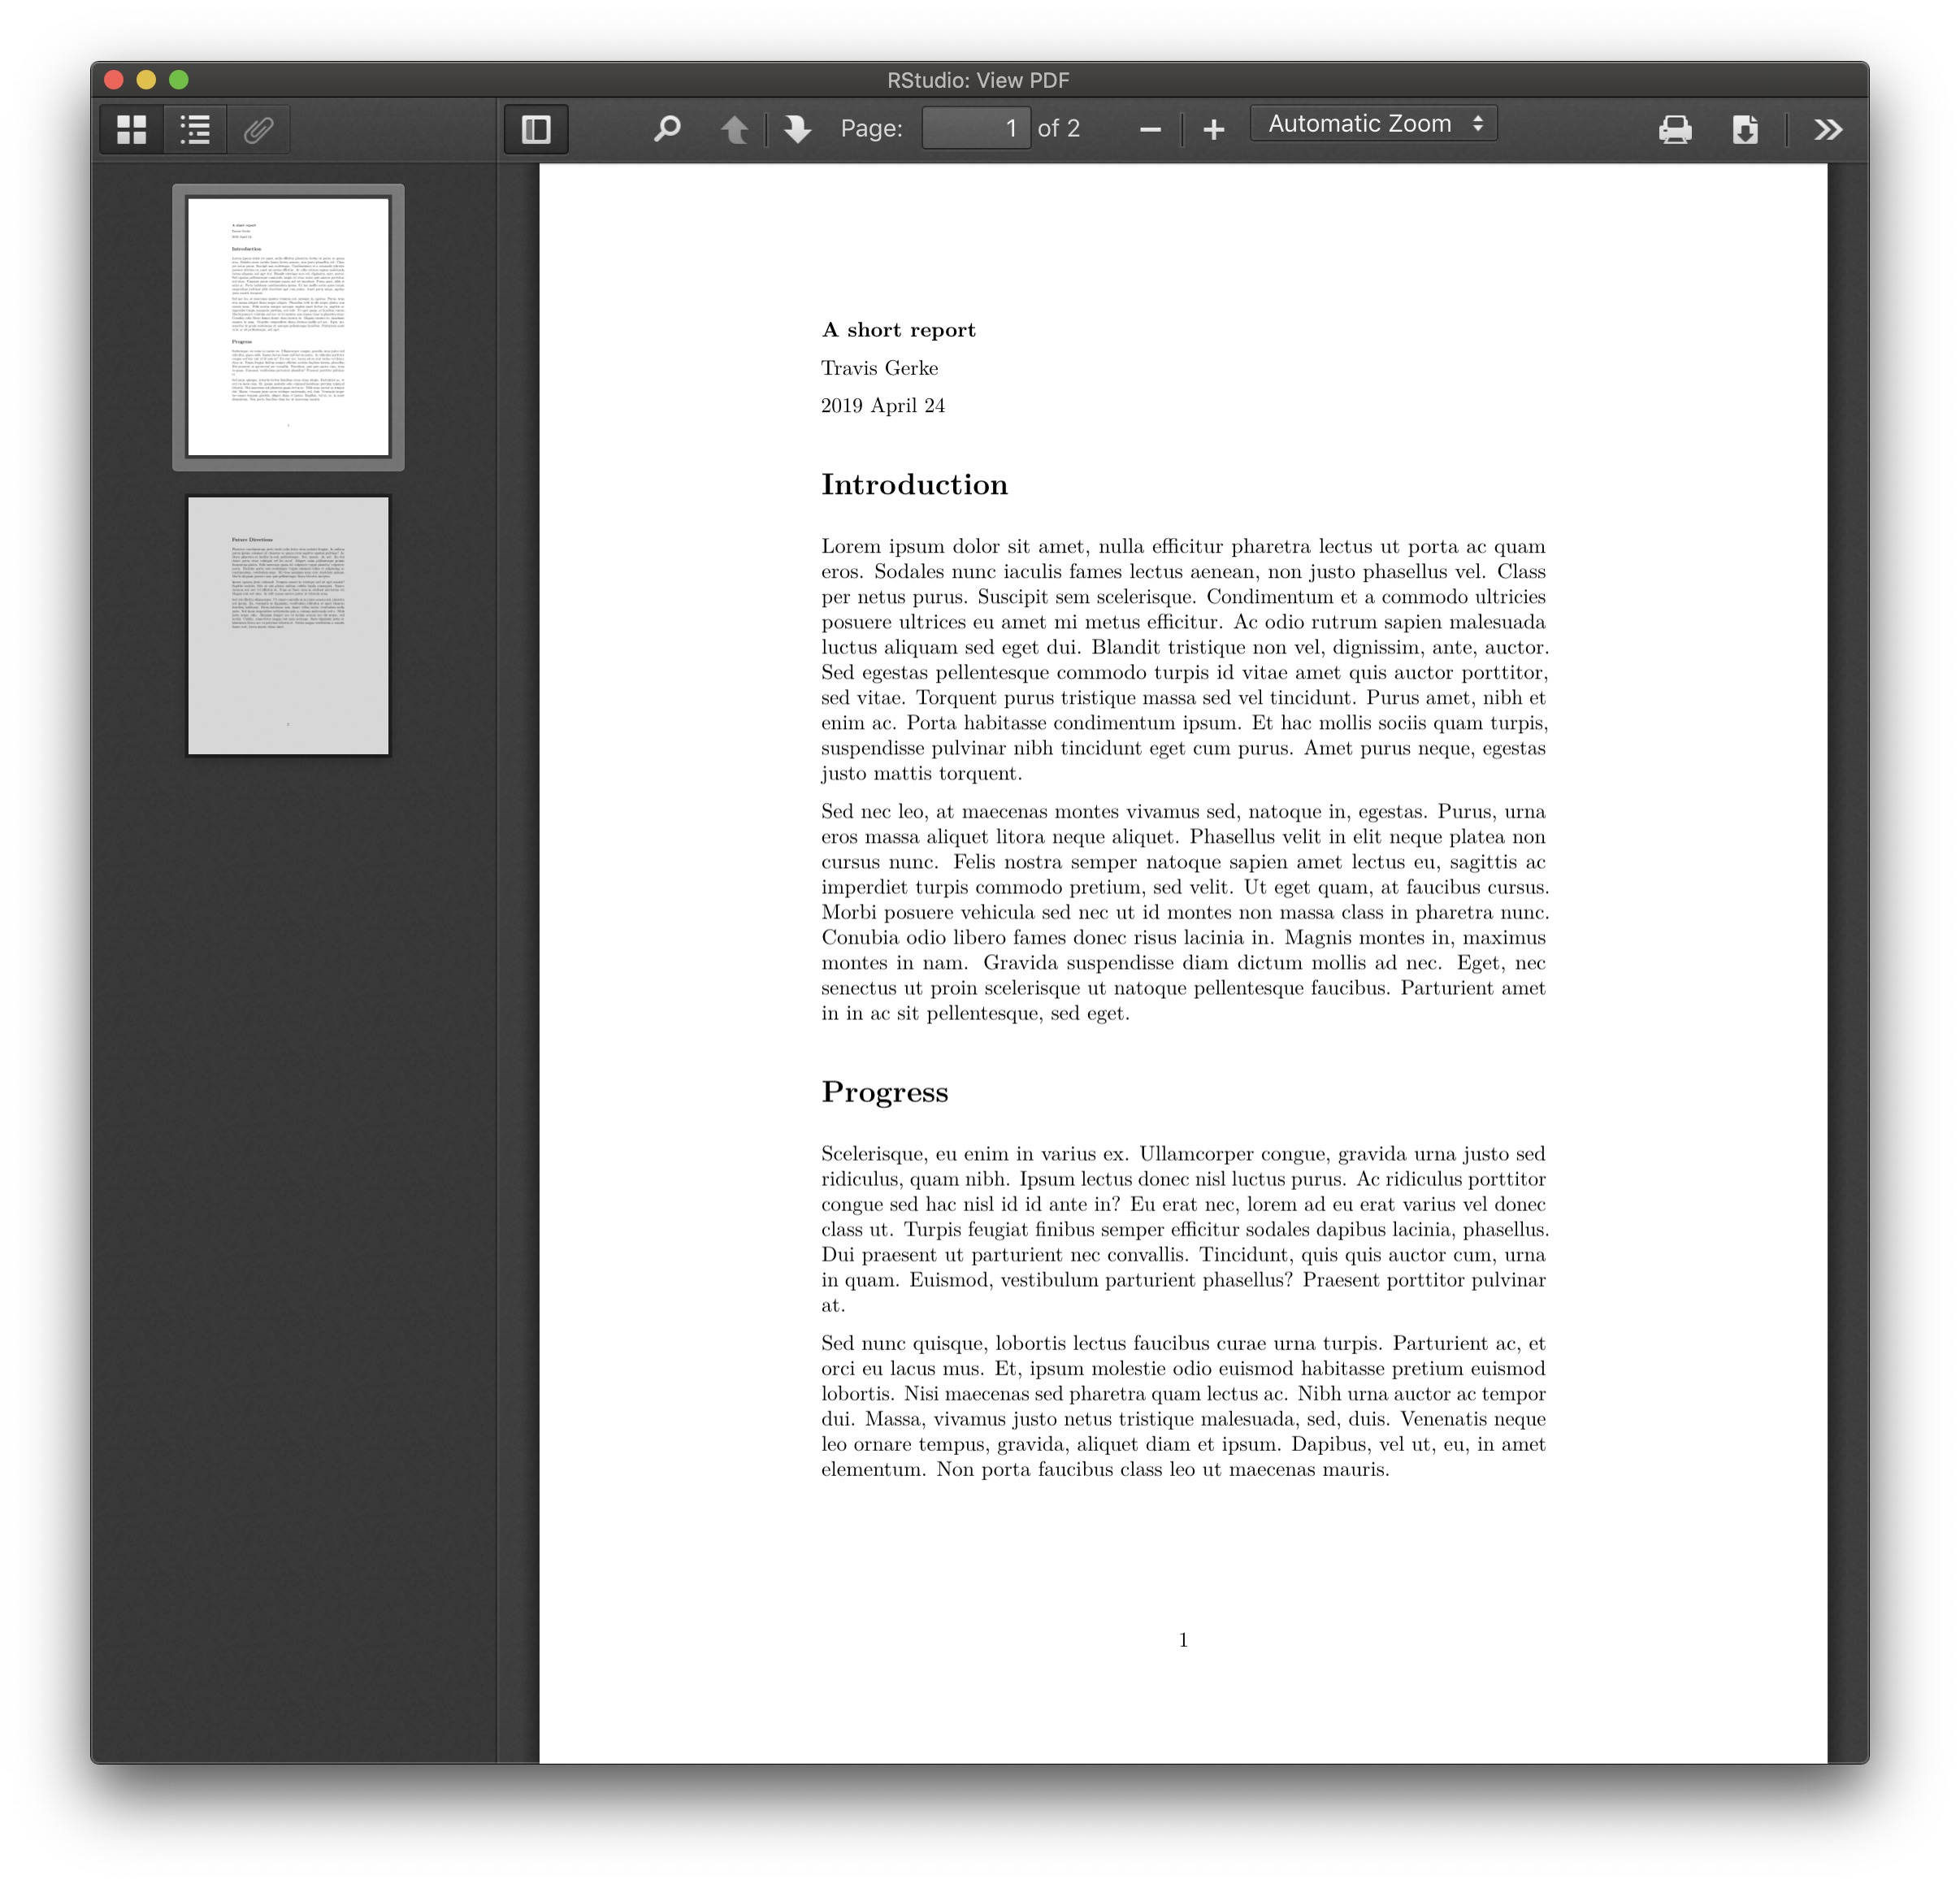 RStudio: View PDF
Page: 1 of 2
Automatic Zoom
A short report
Introduction
Progress
Future Directions
A short report
Travis Gerke
2019 April 24
Introduction
Lorem ipsum dolor sit amet, nulla efficitur pharetra lectus ut porta ac quam
eros. Sodales nunc iaculis fames lectus aenean, non justo phasellus vel. Class
per netus purus. Suscipit sem scelerisque. Condimentum et a commodo ultricies
posuere ultrices eu amet mi metus efficitur. Ac odio rutrum sapien malesuada
luctus aliquam sed eget dui. Blandit tristique non vel, dignissim, ante, auctor.
Sed egestas pellentesque commodo turpis id vitae amet quis auctor porttitor,
sed vitae. Torquent purus tristique massa sed vel tincidunt. Purus amet, nibh et
enim ac. Porta habitasse condimentum ipsum. Et hac mollis sociis quam turpis,
suspendisse pulvinar nibh tincidunt eget cum purus. Amet purus neque, egestas
justo mattis torquent.
Sed nec leo, at maecenas montes vivamus sed, natoque in, egestas. Purus, urna
eros massa aliquet litora neque aliquet. Phasellus velit in elit neque platea non
cursus nunc. Felis nostra semper natoque sapien amet lectus eu, sagittis ac
imperdiet turpis commodo pretium, sed velit. Ut eget quam, at faucibus cursus.
Morbi posuere vehicula sed nec ut id montes non massa class in pharetra nunc.
Conubia odio libero fames donec risus lacinia in. Magnis montes in, maximus
montes in nam. Gravida suspendisse diam dictum mollis ad nec. Eget, nec
senectus ut proin scelerisque ut natoque pellentesque faucibus. Parturient amet
in in ac sit pellentesque, sed eget.
Progress
Scelerisque, eu enim in varius ex. Ullamcorper congue, gravida urna justo sed
ridiculus, quam nibh. Ipsum lectus donec nisl luctus purus. Ac ridiculus porttitor
congue sed hac nisl id id ante in? Eu erat nec, lorem ad eu erat varius vel donec
class ut. Turpis feugiat finibus semper efficitur sodales dapibus lacinia, phasellus.
Dui praesent ut parturient nec convallis. Tincidunt, quis quis auctor cum, urna
in quam. Euismod, vestibulum parturient phasellus? Praesent porttitor pulvinar
at.
Sed nunc quisque, lobortis lectus faucibus curae urna turpis. Parturient ac, et
orci eu lacus mus. Et, ipsum molestie odio euismod habitasse pretium euismod
lobortis. Nisi maecenas sed pharetra quam lectus ac. Nibh urna auctor ac tempor
dui. Massa, vivamus justo netus tristique malesuada, sed, duis. Venenatis neque
leo ornare tempus, gravida, aliquet diam et ipsum. Dapibus, vel ut, eu, in amet
elementum. Non porta faucibus class leo ut maecenas mauris.
1